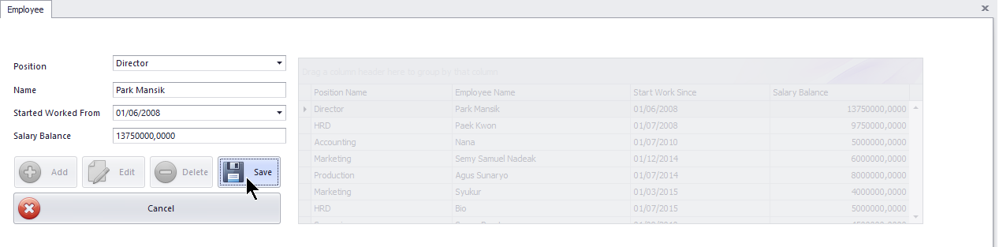 Employee
Position
Director
Name
Park Mansik
Started Worked From
01/06/2008
Salary Balance
13750000,0000
Add Edit Delete Save
Cancel
Drag a column header here to group by that column
Position Name Employee Name Start Work Since Salary Balance
Director Park Mansik 01/06/2008 13750000,0000
HRD Paek Kwon 01/07/2008 9750000,0000
Accounting Nana 01/07/2010 5000000,0000
Marketing Semy Samuel Nadeak 01/12/2014 6000000,0000
Production Agus Sunaryo 01/07/2014 8000000,0000
Marketing Syukur 01/03/2015 4000000,0000
HRD Bio 01/07/2015 5000000,0000